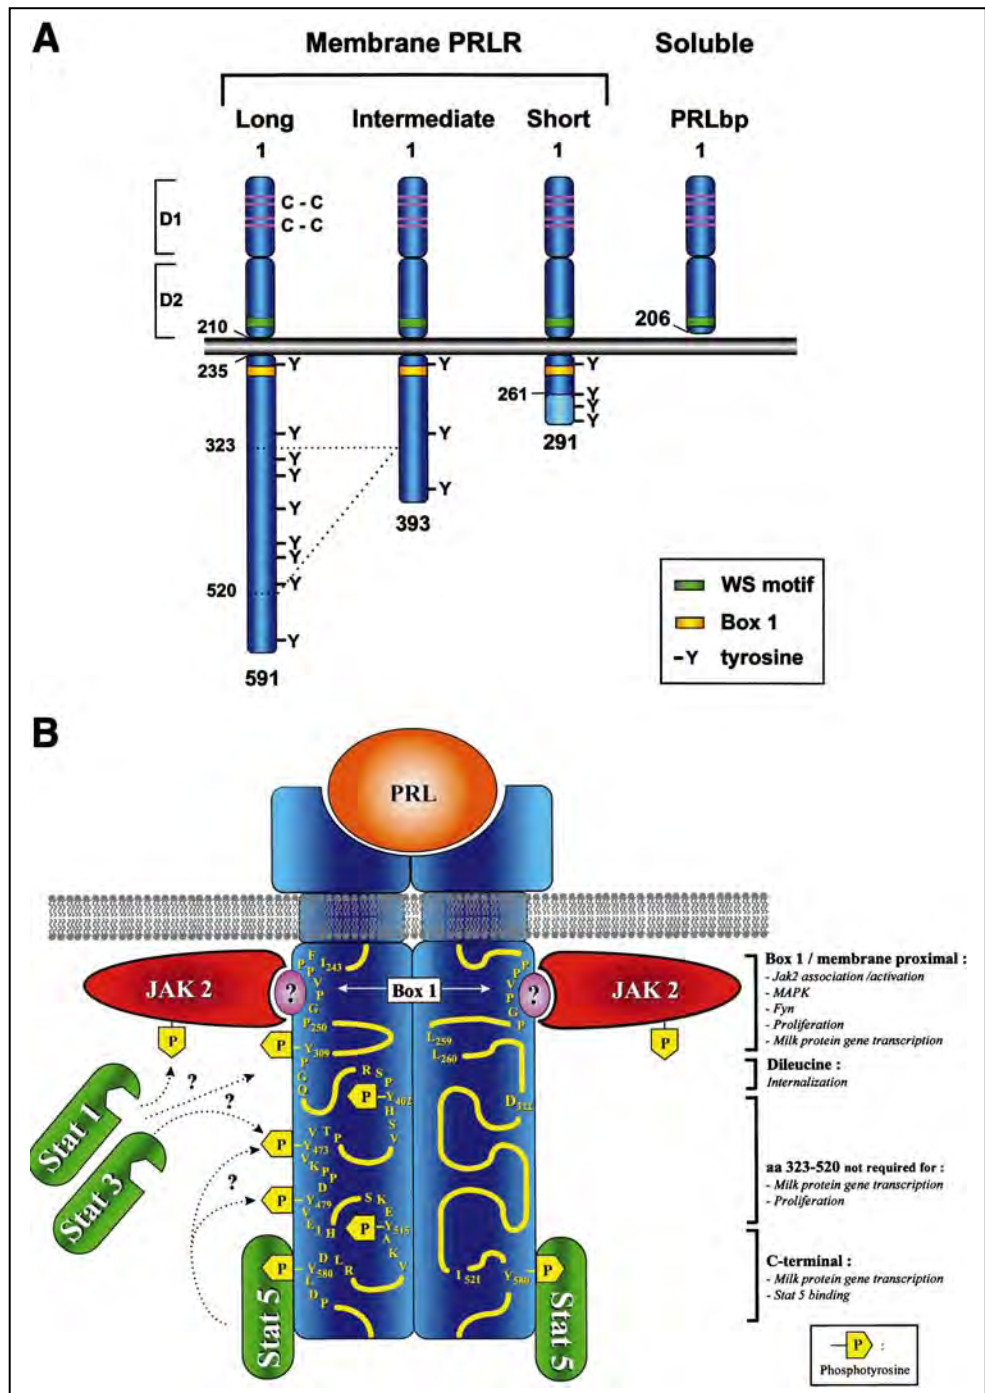 A
Membrane PRLR
Soluble
Long
Intermediate
Short
PRLbp
1
1
1
1
D1
C - C
C - C
D2
210
206
235
Y
Y
Y
261
Y
Y
Y
323
Y
Y
291
Y
Y
Y
Y
393
Y
Y
Y
520
Y
591
WS motif
Box 1
-Y tyrosine
B
PRL
JAK 2
?
Box 1
?
JAK 2
P
P
P
F I243
P P V P G
P250
Y309
P G Q
R S P
P Y402
H S V
V T P
P Y473
V K P P
D
P Y479
V E I H
S K E
P Y515
A K V
D L R
P Y580
L D P
P P V P G P
L259
L260
D322
I521
Y580 P
Stat 1
Stat 3
?
?
?
Stat 5
Stat 5
Box 1 / membrane proximal :
- Jak2 association /activation
- MAPK
- Fyn
- Proliferation
- Milk protein gene transcription
Dileucine :
Internalization
aa 323-520 not required for :
- Milk protein gene transcription
- Proliferation
C-terminal :
- Milk protein gene transcription
- Stat 5 binding
P :
Phosphotyrosine